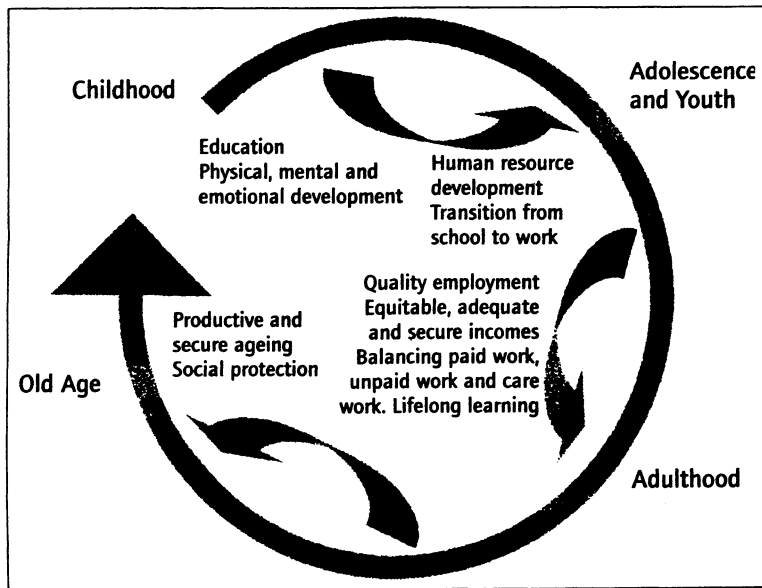 Childhood
Adolescence
and Youth
Education
Physical, mental and
emotional development
Human resource
development
Transition from
school to work
Quality employment
Equitable, adequate
and secure incomes
Balancing paid work,
unpaid work and care
work. Lifelong learning
Productive and
secure ageing
Social protection
Old Age
Adulthood